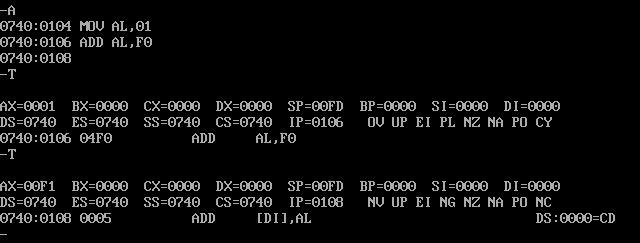 -A
0740:0104 MOV AL,01
0740:0106 ADD AL,F0
0740:0108
-T
AX=0001 BX=0000 CX=0000 DX=0000 SP=00FD BP=0000 SI=0000 DI=0000
DS=0740 ES=0740 SS=0740 CS=0740 IP=0106 OV UP EI PL NZ NA PO CY
0740:0106 04F0 ADD AL,F0
-T
AX=00F1 BX=0000 CX=0000 DX=0000 SP=00FD BP=0000 SI=0000 DI=0000
DS=0740 ES=0740 SS=0740 CS=0740 IP=0108 NV UP EI NG NZ NA PO NC
0740:0108 0005 ADD [DI],AL DS:0000=CD
-